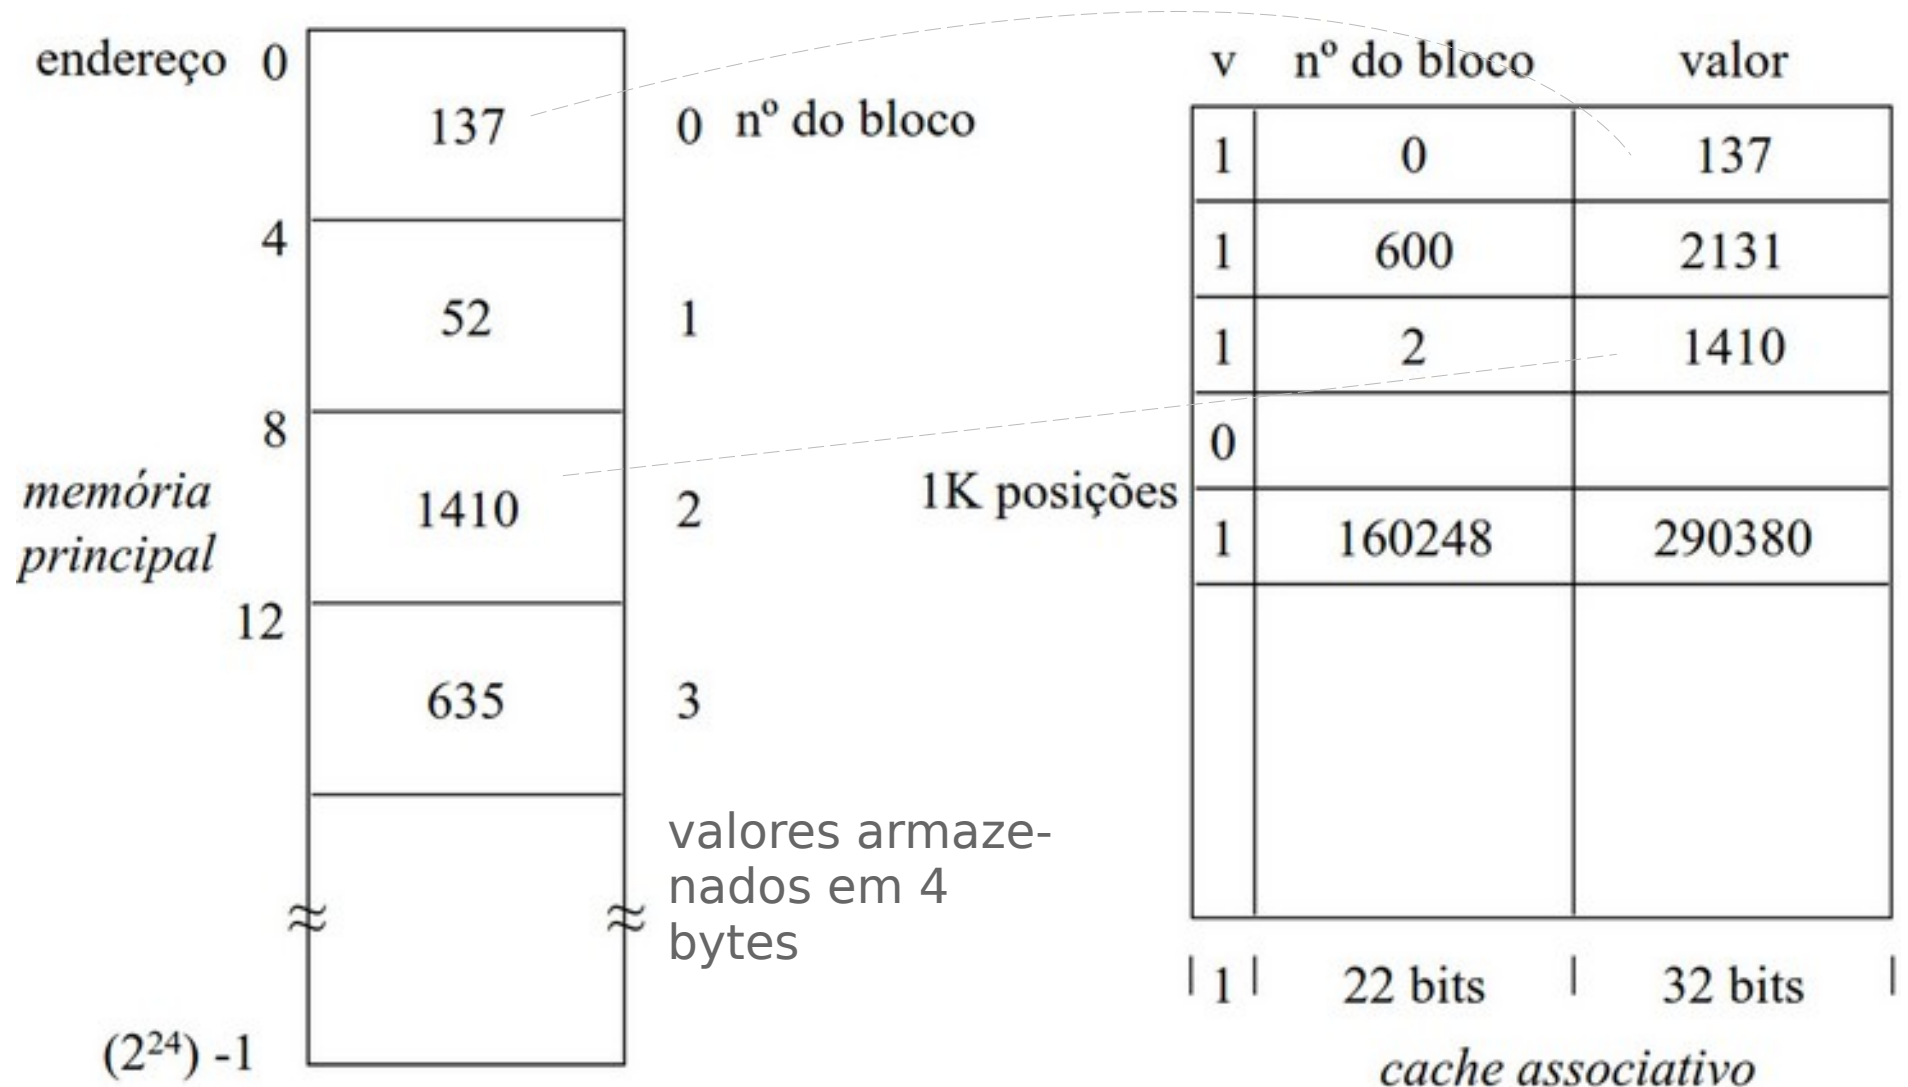 endereço 0
137
0 nº do bloco
4
52
1
8
memória
principal
1410
2
12
635
3
valores armaze-
nados em 4
bytes
(2²⁴) -1
v nº do bloco valor
1 0 137
1 600 2131
1 2 1410
0
1K posições
1 160248 290380
1 22 bits 32 bits
cache associativo